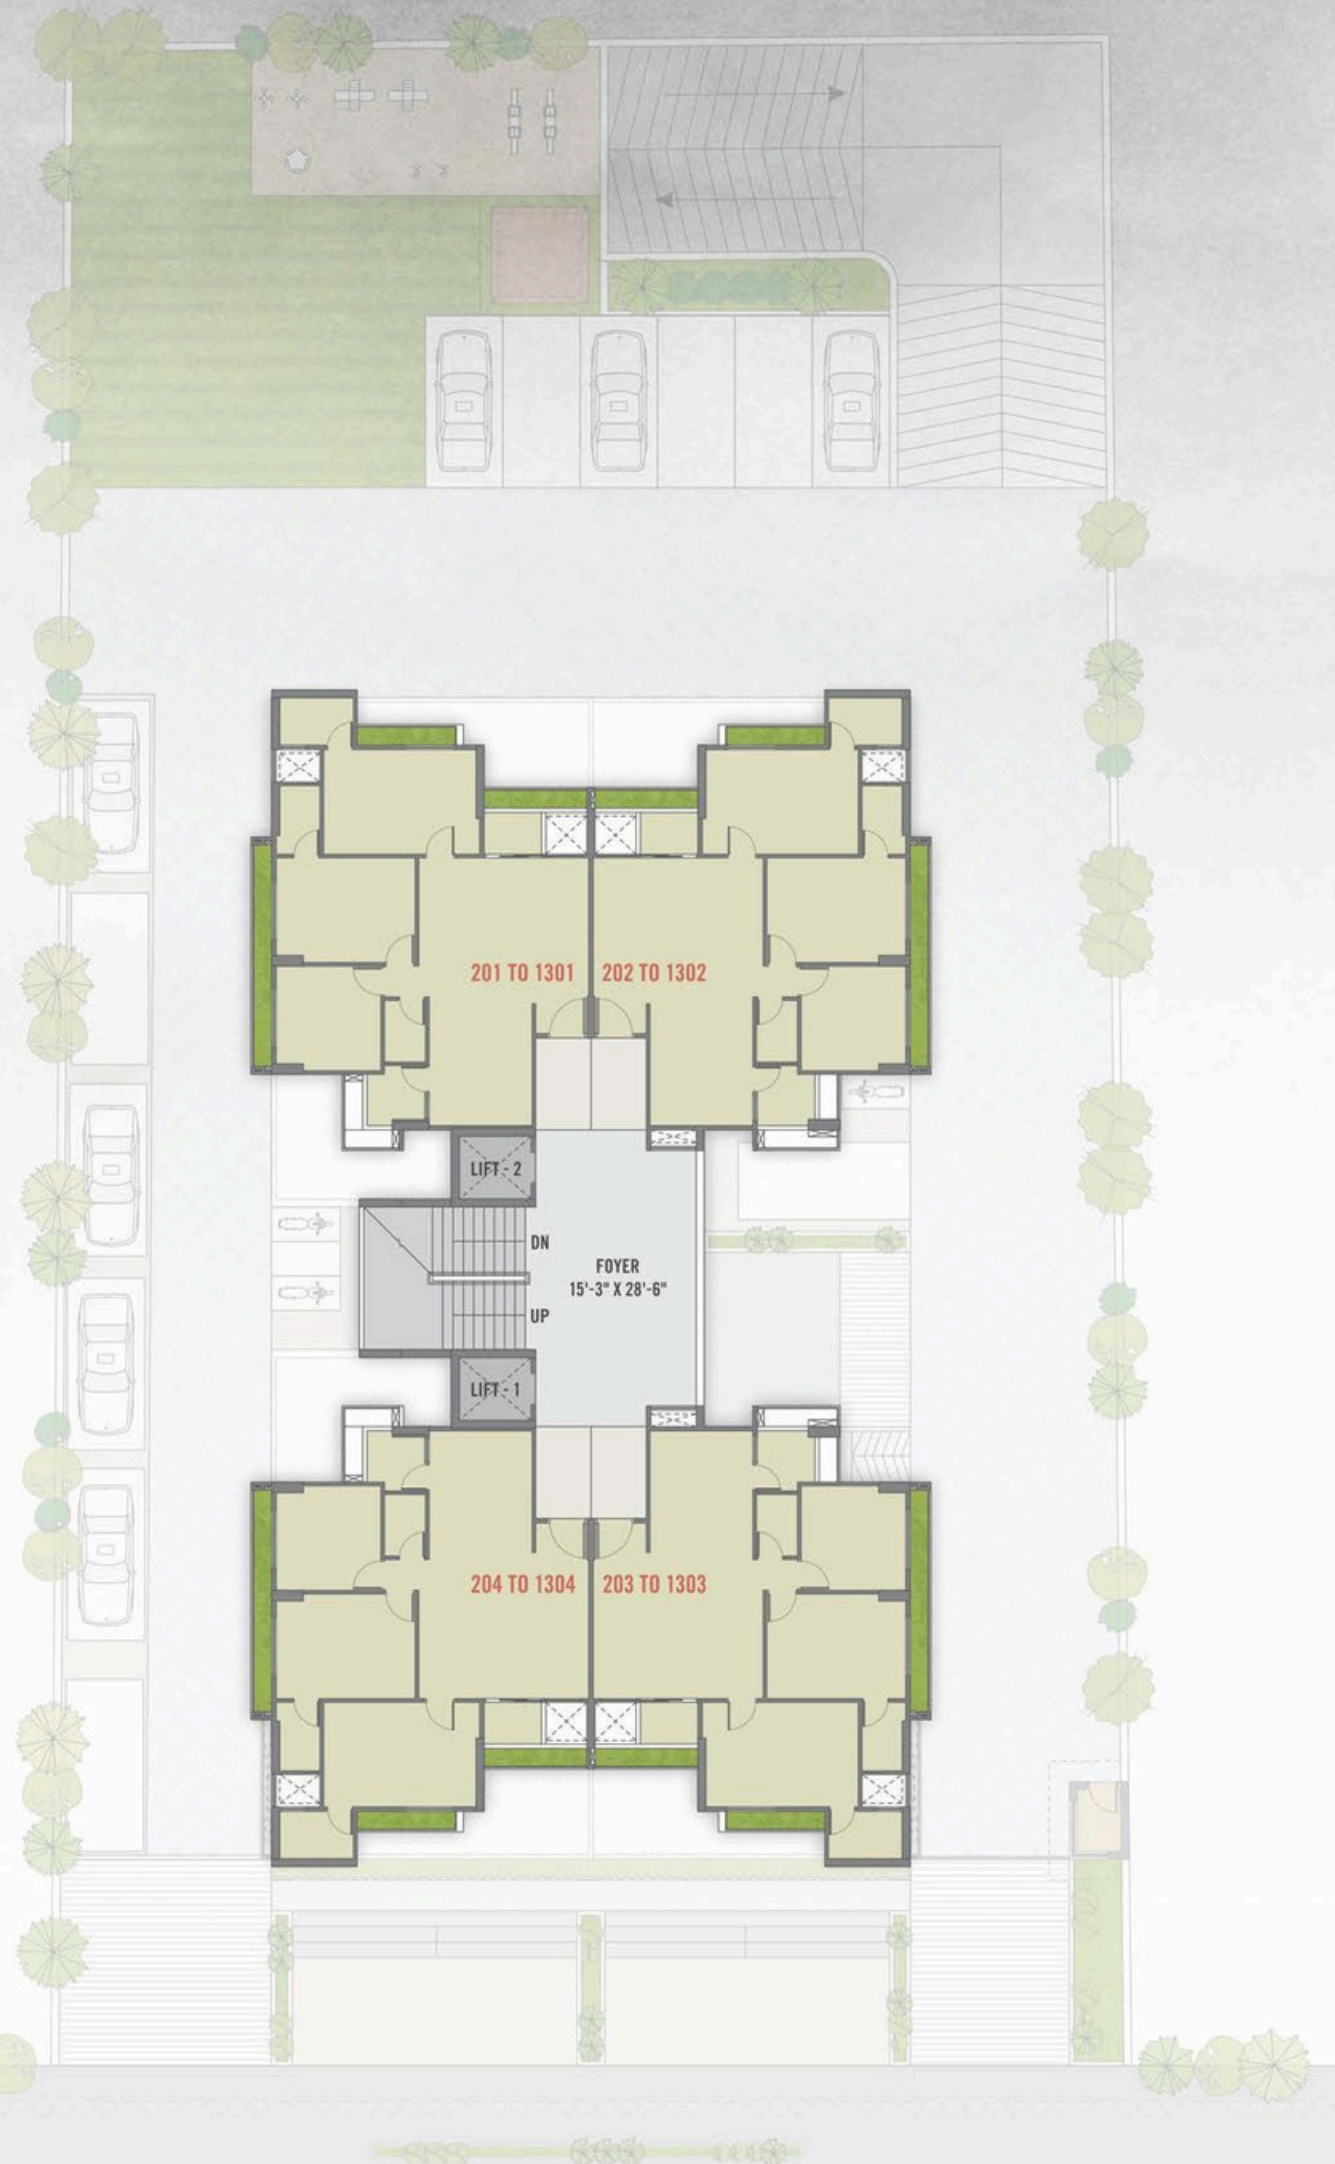 201 TO 1301
202 TO 1302
LIFT - 2
DN
FOYER
15'-3" X 28'-6"
UP
LIFT - 1
204 TO 1304
203 TO 1303